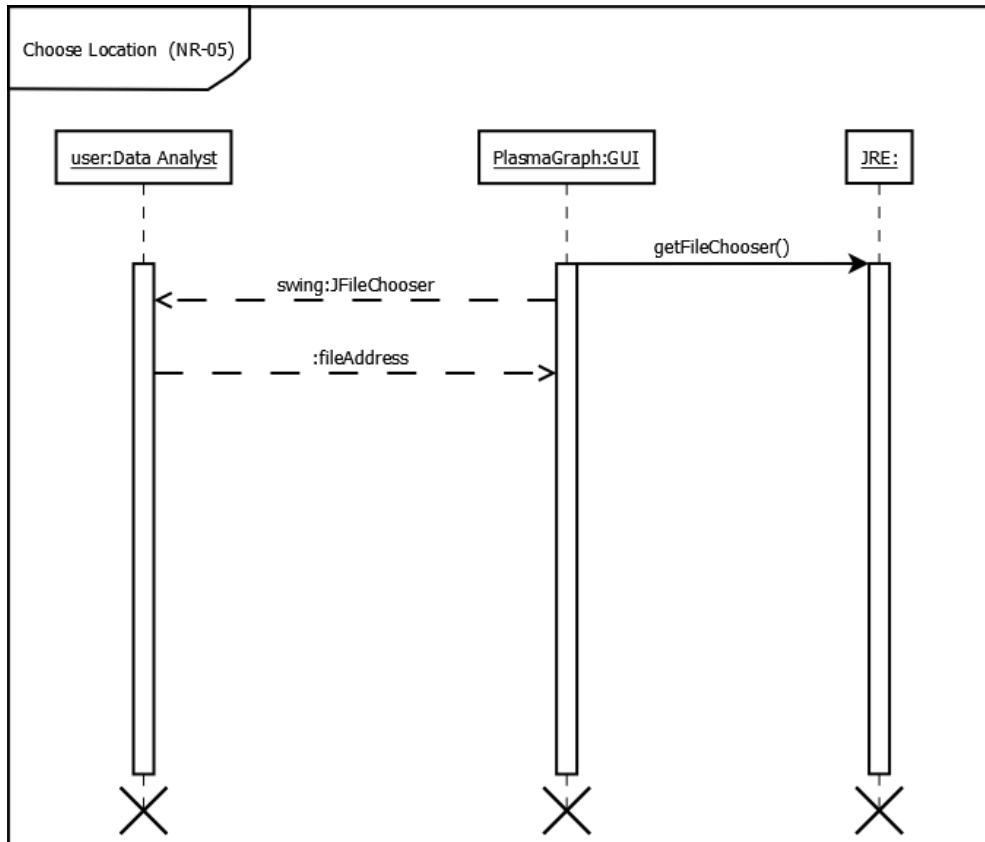 Choose Location (NR-05)
user:Data Analyst
PlasmaGraph:GUI
JRE:
getFileChooser()
swing:JFileChooser
:fileAddress